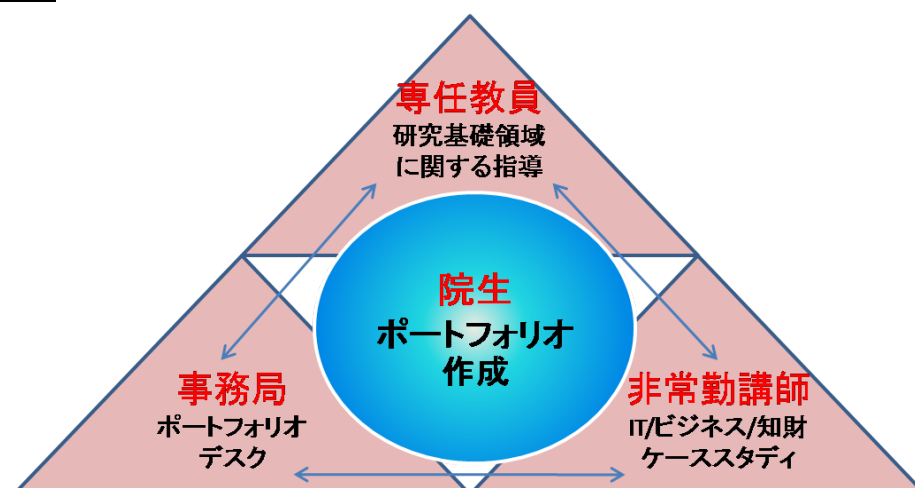 専任教員
研究基礎領域
に関する指導
院生
ポートフォリオ
作成
事務局
ポートフォリオ
デスク
非常勤講師
IT/ビジネス/知財
ケーススタディ